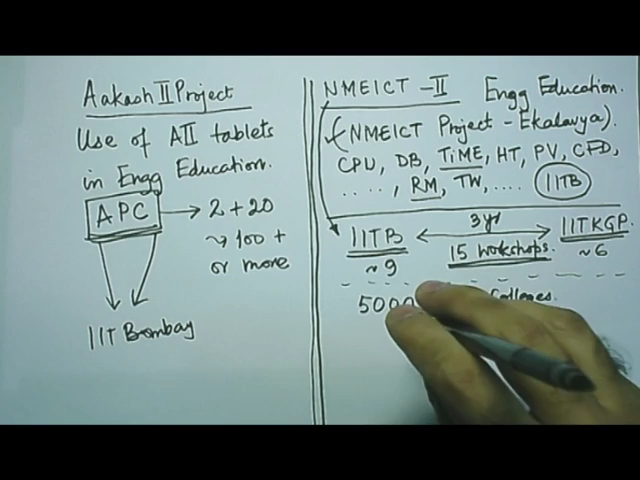 Aakash II Project
Use of AII tablets
in Engg Education.
APC → 2 + 20
↝ 100 +
or more
IIT Bombay
NMEICT - II Engg Education.
(NMEICT Project - Ekalavya).
CPU, DB, TiME, HT, PV, CFD,
....., RM, TW, .... IITB
IITB 3 yr IITKGP
~9 15 workshops. ~6
5000 Colleges.